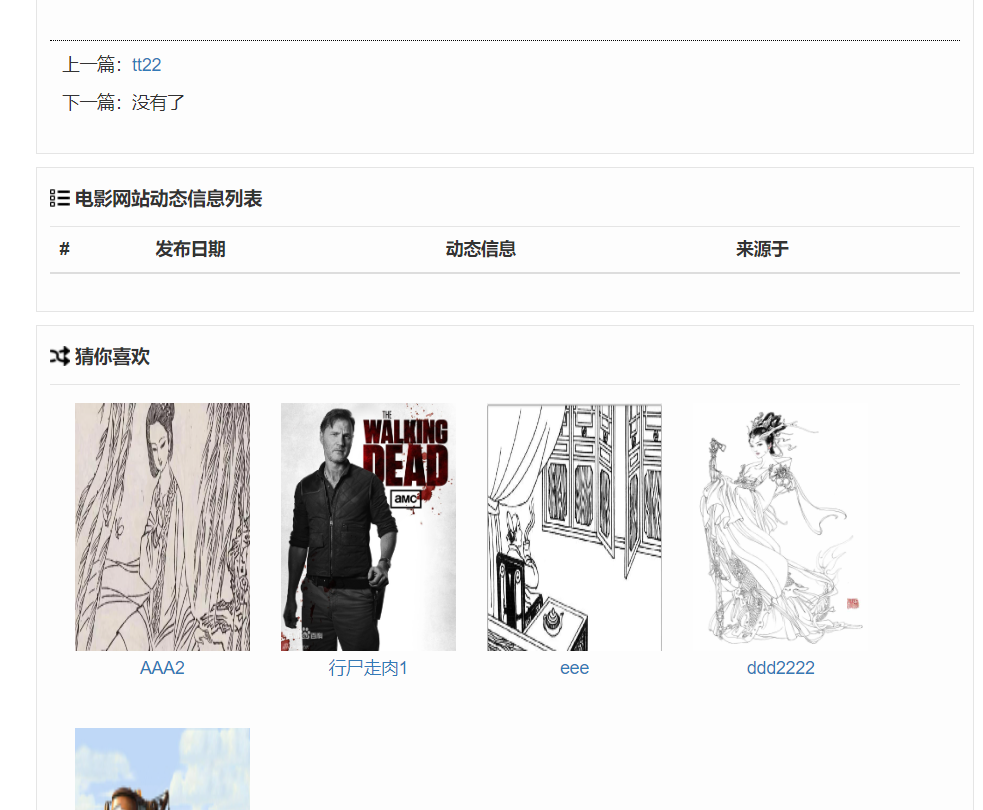 上一篇：tt22
下一篇：没有了
电影网站动态信息列表
# 发布日期 动态信息 来源于
猜你喜欢
THE
WALKING
DEAD
aMC
AAA2
行尸走肉1
eee
ddd2222